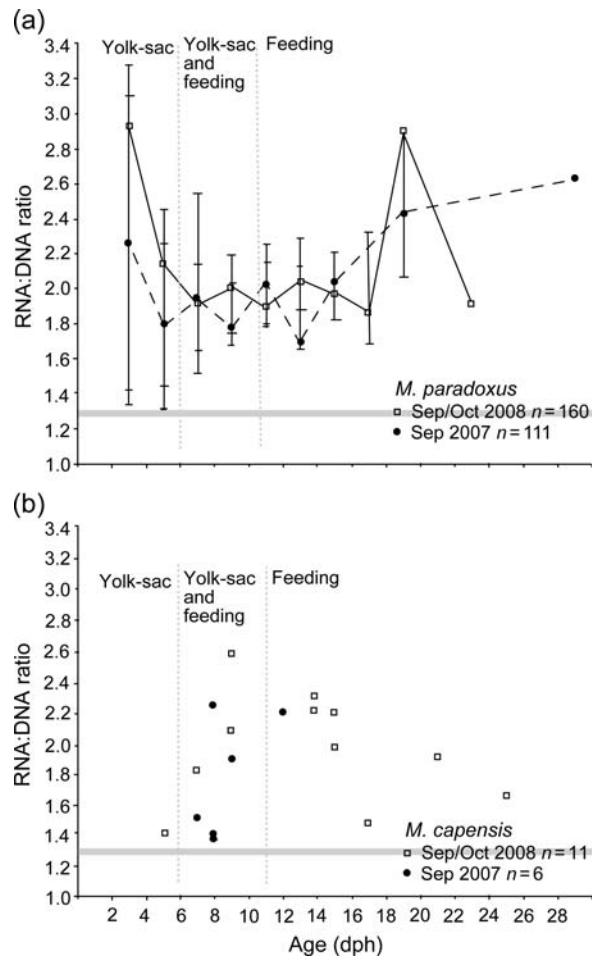 (a)
Yolk-sac Yolk-sac Feeding
and
feeding
3.4
3.2
3.0
2.8
2.6
2.4
2.2
2.0
1.8
1.6
1.4
1.2
1.0
RNA:DNA ratio
M. paradoxus
Sep/Oct 2008 n=160
Sep 2007 n=111
(b)
3.4
3.2
3.0
2.8
2.6
2.4
2.2
2.0
1.8
1.6
1.4
1.2
1.0
RNA:DNA ratio
Yolk-sac Yolk-sac Feeding
and
feeding
M. capensis
Sep/Oct 2008 n=11
Sep 2007 n=6
2 4 6 8 10 12 14 16 18 20 22 24 26 28
Age (dph)